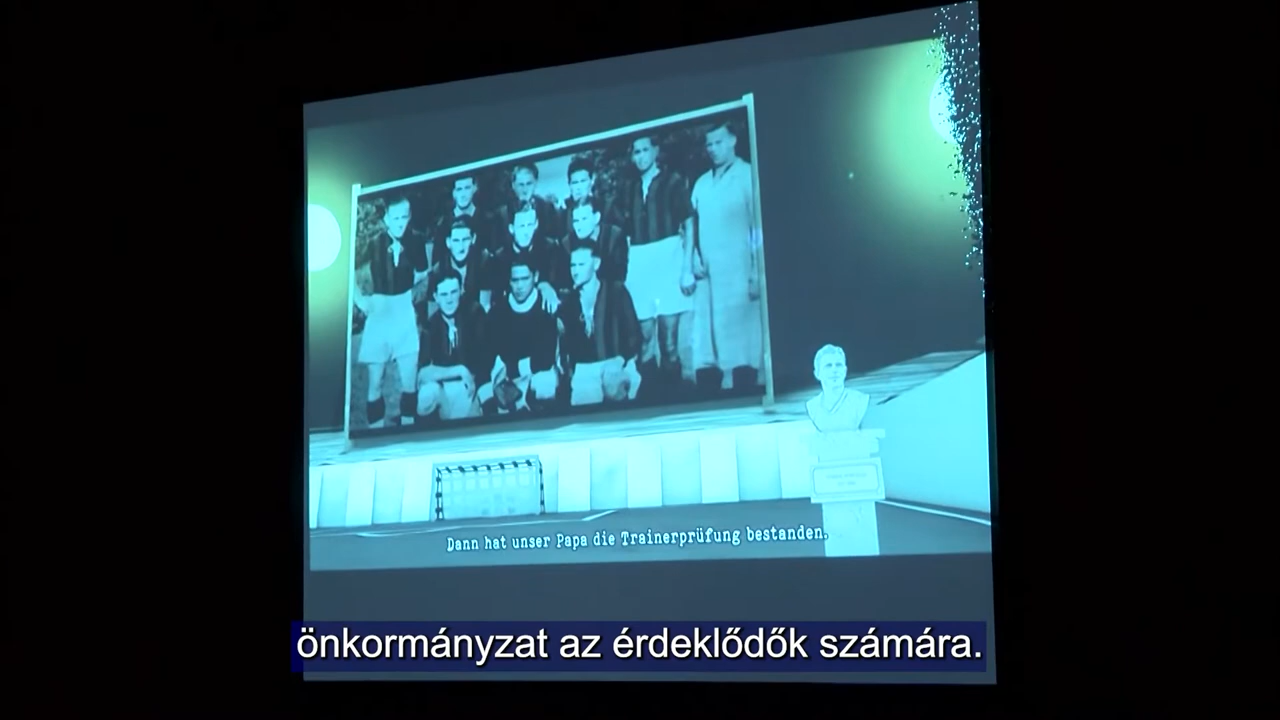 Dann hat unser Papa die Trainerprüfung bestanden.
önkormányzat az érdeklődők számára.